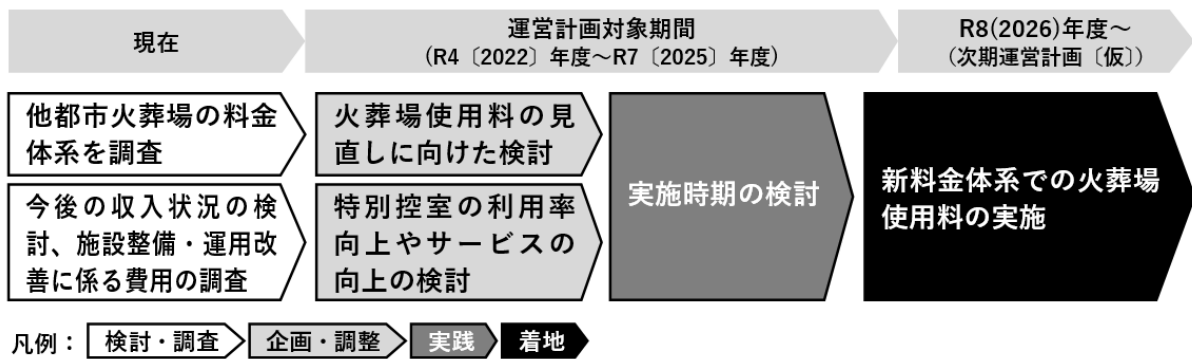 現在
運営計画対象期間
(R4〔2022〕年度～R7〔2025〕年度)
R8(2026)年度～
(次期運営計画〔仮〕)
他都市火葬場の料金
体系を調査
火葬場使用料の見
直しに向けた検討
今後の収入状況の検
討、施設整備・運用改
善に係る費用の調査
特別控室の利用率
向上やサービスの
向上の検討
実施時期の検討
新料金体系での火葬場
使用料の実施
凡例： 検討・調査 企画・調整 実践 着地